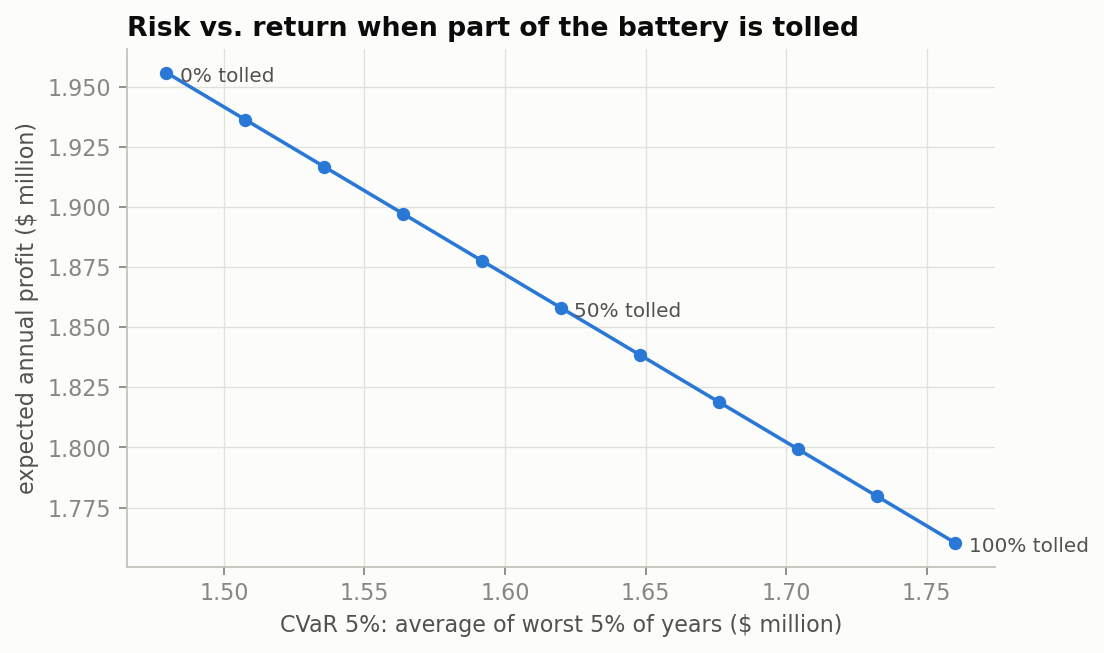 Risk vs. return when part of the battery is tolled
expected annual profit ($ million)
1.950
1.925
1.900
1.875
1.850
1.825
1.800
1.775
0% tolled
50% tolled
100% tolled
1.50
1.55
1.60
1.65
1.70
1.75
CVaR 5%: average of worst 5% of years ($ million)